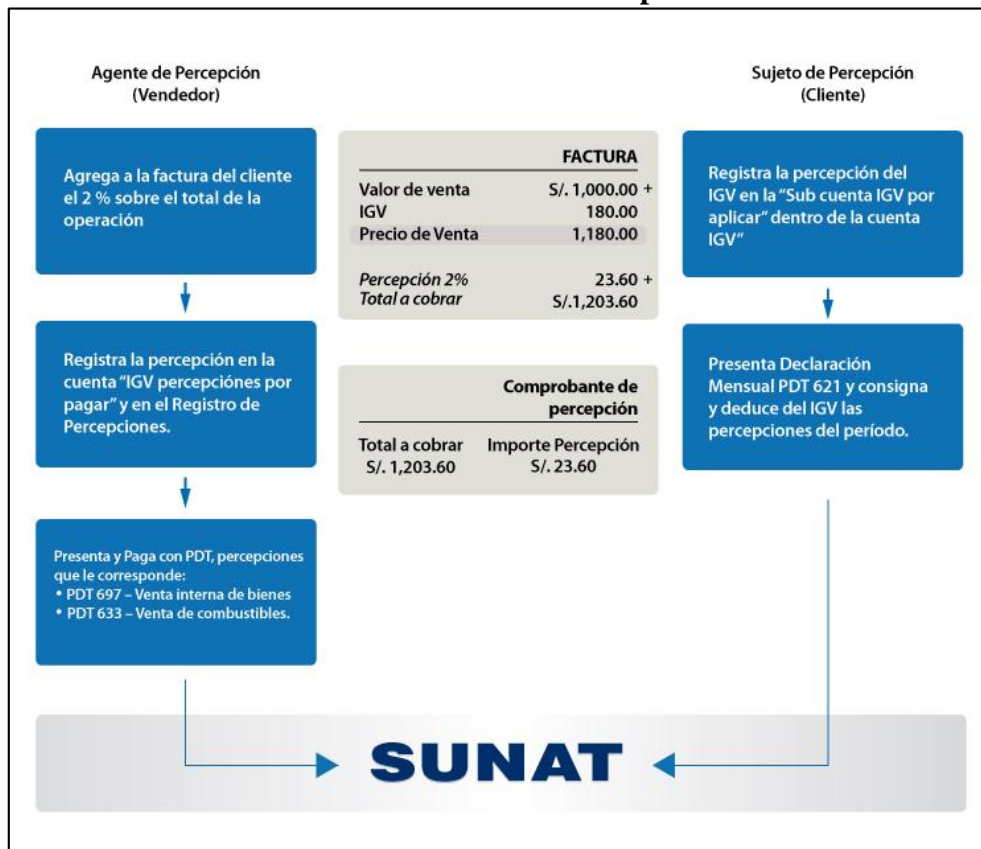 Agente de Percepción
(Vendedor)
Agrega a la factura del cliente
el 2 % sobre el total de la
operación
Registra la percepción en la
cuenta “IGV percepciónes por
pagar” y en el Registro de
Percepciones.
Presenta y Paga con PDT, percepciones
que le corresponde:
• PDT 697 – Venta interna de bienes
• PDT 633 – Venta de combustibles.
FACTURA
Valor de venta S/. 1,000.00 +
IGV 180.00
Precio de Venta 1,180.00
Percepción 2% 23.60 +
Total a cobrar S/.1,203.60
Comprobante de
percepción
Total a cobrar Importe Percepción
S/. 1,203.60 S/. 23.60
Sujeto de Percepción
(Cliente)
Registra la percepción del
IGV en la “Sub cuenta IGV por
aplicar” dentro de la cuenta
IGV”
Presenta Declaración
Mensual PDT 621 y consigna
y deduce del IGV las
percepciones del período.
SUNAT